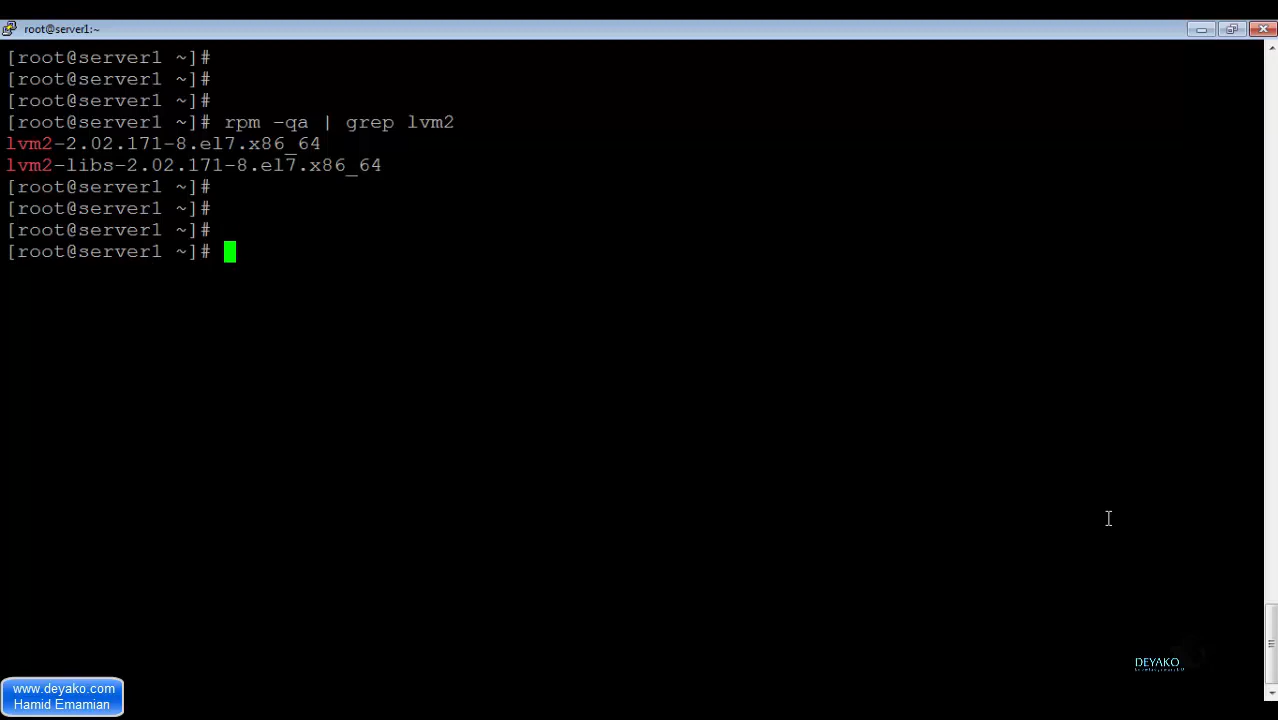 root@server1:~
[root@server1 ~]#
[root@server1 ~]#
[root@server1 ~]#
[root@server1 ~]# rpm -qa | grep lvm2
lvm2-2.02.171-8.el7.x86_64
lvm2-libs-2.02.171-8.el7.x86_64
[root@server1 ~]#
[root@server1 ~]#
[root@server1 ~]#
[root@server1 ~]#
DEYAKO
www.deyako.com
Hamid Emamian